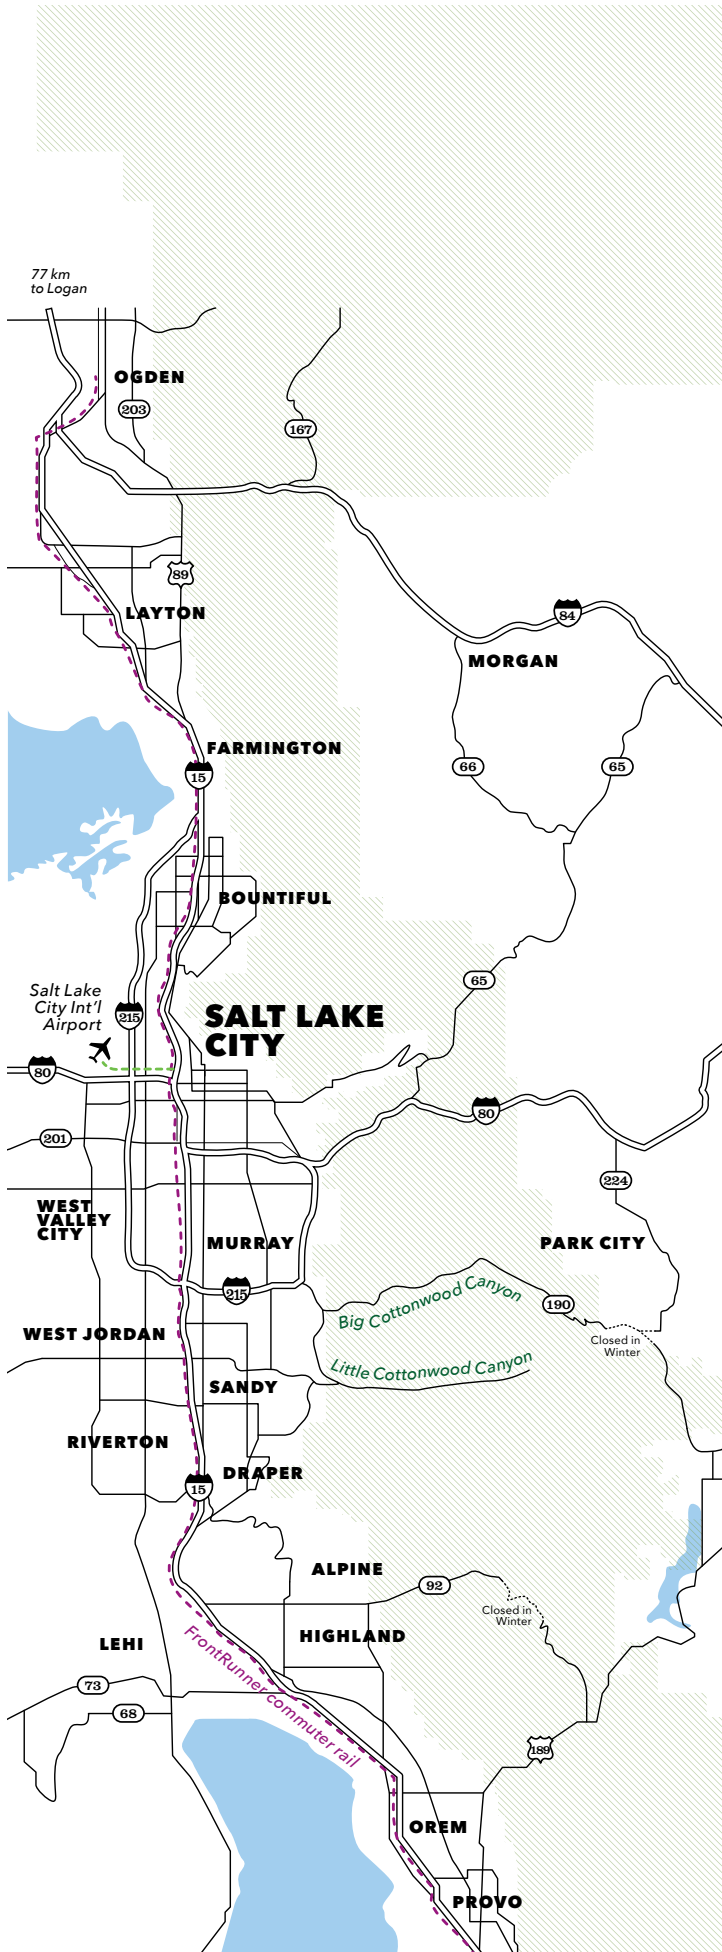 77 km
to Logan
OGDEN
203
167
89
LAYTON
84
MORGAN
FARMINGTON
15
66
65
BOUNTIFUL
65
Salt Lake
City Int'l
Airport
215
SALT LAKE
CITY
80
80
201
224
WEST
VALLEY
CITY
MURRAY
PARK CITY
215
Big Cottonwood Canyon
190
WEST JORDAN
Closed in
Winter
Little Cottonwood Canyon
SANDY
RIVERTON
DRAPER
15
ALPINE
92
Closed in
Winter
HIGHLAND
LEHI
FrontRunner commuter rail
73
68
189
OREM
PROVO